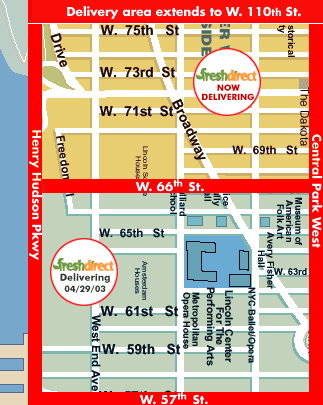 Delivery area extends to W. 110th St.
W. 75th St
Drive
W. 73rd St
freshdirect
NOW
DELIVERING
The Dakota
W. 71st St
Broadway
W. 69th St
Freedom
Henry Hudson Pkwy
Central Park West
W. 66th St.
Museum of
American
Folk Art
W. 65th St
Avery Fisher
Hall
freshdirect
Delivering
04/29/03
Amsterdam
Houses
W. 63rd
W. 61st St
West End Ave
Metropolitan
Opera House
Lincoln Center
For The
Performing Arts
NYC Ballet/Opera
W. 59th St
W. 57th St.